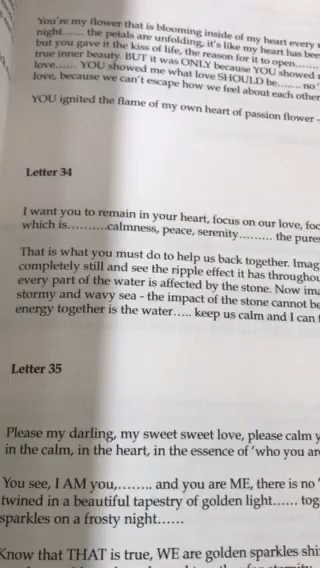 You're my flower that is blooming inside of my heart every
night...... the petals are unfolding, it's like my heart has
but you gave it the kiss of life, the reason for it to open.......
true inner beauty. BUT it was ONLY because YOU showed
love...... YOU showed me what love SHOULD be....... no
love, because we can't escape how we feel about each other
YOU ignited the flame of my own heart of passion flower -
Letter 34
I want you to remain in your heart, focus on our love,
which is..........calmness, peace, serenity......... the
That is what you must do to help us back together.
completely still and see the ripple effect it has
every part of the water is affected by the stone. Now
stormy and wavy sea - the impact of the stone cannot
energy together is the water..... keep us calm and I can
Letter 35
Please my darling, my sweet sweet love, please calm
in the calm, in the heart, in the essence of 'who you
You see, I AM you,........ and you are ME, there is no
twined in a beautiful tapestry of golden light......
sparkles on a frosty night......
Know that THAT is true, WE are golden sparkles